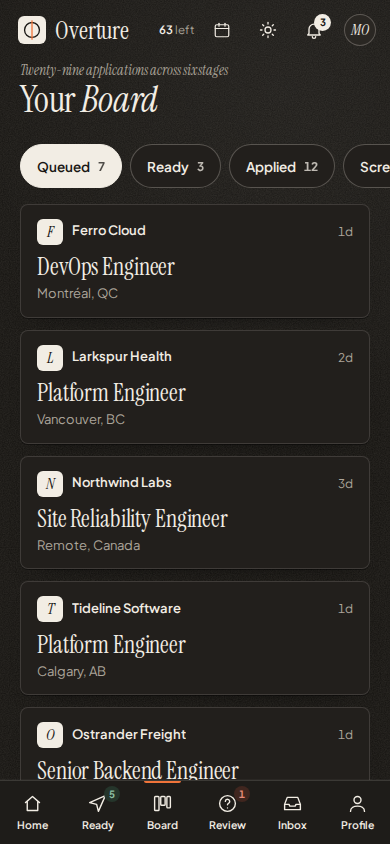 Overture 63 left 3 MO
Twenty-nine applications across six stages
Your Board
Queued 7 Ready 3 Applied 12 Scre
F Ferro Cloud 1d
DevOps Engineer
Montréal, QC
L Larkspur Health 2d
Platform Engineer
Vancouver, BC
N Northwind Labs 3d
Site Reliability Engineer
Remote, Canada
T Tideline Software 1d
Platform Engineer
Calgary, AB
O Ostrander Freight 1d
Senior Backend Engineer
5 1
Home Ready Board Review Inbox Profile